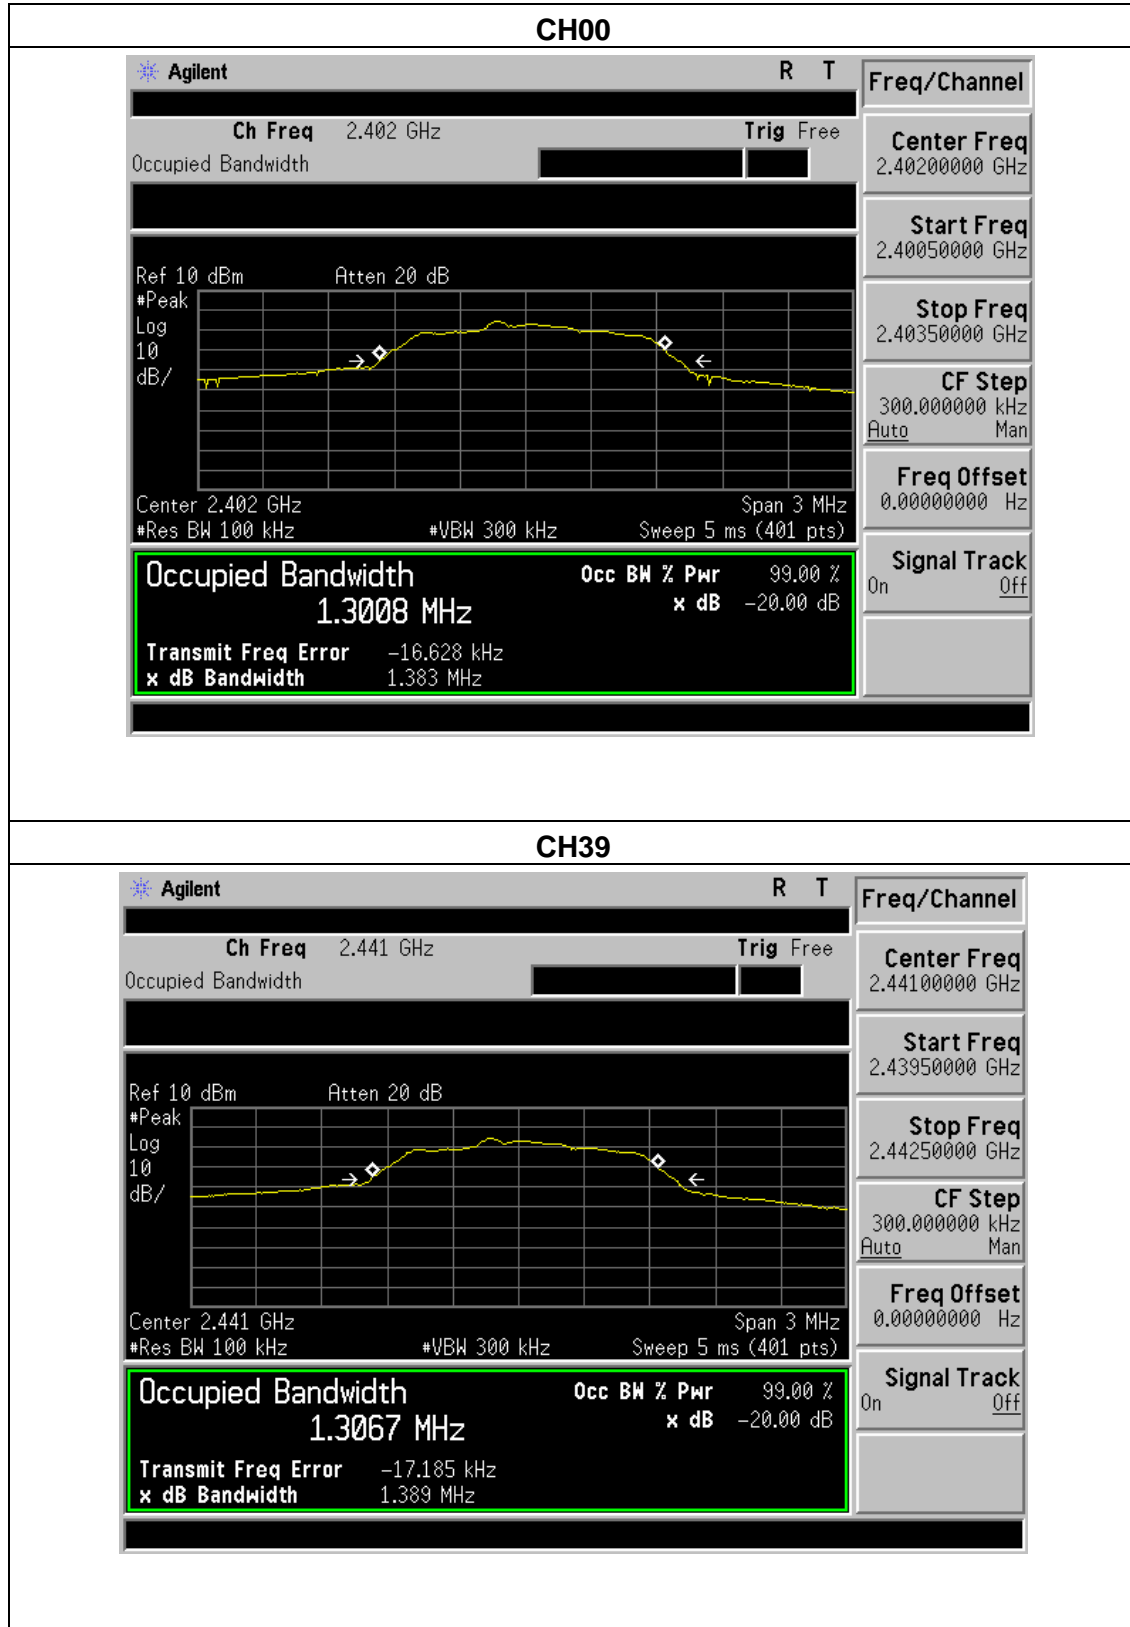 CH00
Agilent
R T
Freq/Channel
Ch Freq 2.402 GHz
Trig Free
Occupied Bandwidth
Center Freq
2.40200000 GHz
Start Freq
2.40050000 GHz
Stop Freq
2.40350000 GHz
CF Step
300.000000 kHz
Auto Man
Freq Offset
0.00000000 Hz
Signal Track
On Off
Ref 10 dBm
Atten 20 dB
#Peak
Log
10
dB/
Center 2.402 GHz
Span 3 MHz
#Res BW 100 kHz
#VBW 300 kHz
Sweep 5 ms (401 pts)
Occupied Bandwidth
1.3008 MHz
Occ BW % Pwr 99.00 %
x dB -20.00 dB
Transmit Freq Error -16.628 kHz
x dB Bandwidth 1.383 MHz
CH39
Agilent
R T
Freq/Channel
Ch Freq 2.441 GHz
Trig Free
Occupied Bandwidth
Center Freq
2.44100000 GHz
Start Freq
2.43950000 GHz
Stop Freq
2.44250000 GHz
CF Step
300.000000 kHz
Auto Man
Freq Offset
0.00000000 Hz
Signal Track
On Off
Ref 10 dBm
Atten 20 dB
#Peak
Log
10
dB/
Center 2.441 GHz
Span 3 MHz
#Res BW 100 kHz
#VBW 300 kHz
Sweep 5 ms (401 pts)
Occupied Bandwidth
1.3067 MHz
Occ BW % Pwr 99.00 %
x dB -20.00 dB
Transmit Freq Error -17.185 kHz
x dB Bandwidth 1.389 MHz